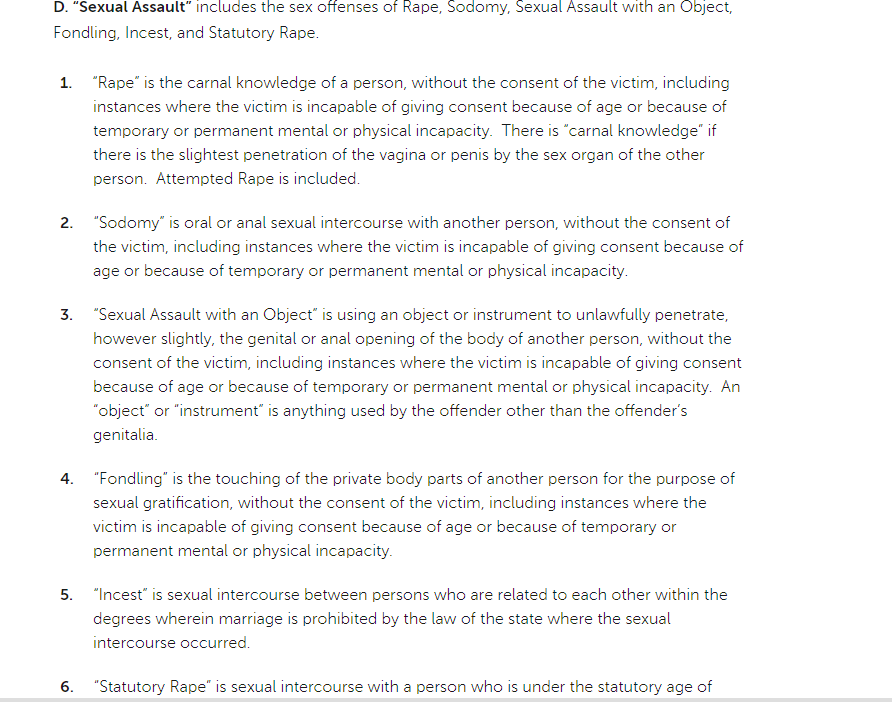 D. “Sexual Assault” includes the sex offenses of Rape, Sodomy, Sexual Assault with an Object,
Fondling, Incest, and Statutory Rape.
1. “Rape” is the carnal knowledge of a person, without the consent of the victim, including
instances where the victim is incapable of giving consent because of age or because of
temporary or permanent mental or physical incapacity.  There is “carnal knowledge” if
there is the slightest penetration of the vagina or penis by the sex organ of the other
person.  Attempted Rape is included.
2. “Sodomy” is oral or anal sexual intercourse with another person, without the consent of
the victim, including instances where the victim is incapable of giving consent because of
age or because of temporary or permanent mental or physical incapacity.
3. “Sexual Assault with an Object” is using an object or instrument to unlawfully penetrate,
however slightly, the genital or anal opening of the body of another person, without the
consent of the victim, including instances where the victim is incapable of giving consent
because of age or because of temporary or permanent mental or physical incapacity.  An
“object” or “instrument” is anything used by the offender other than the offender’s
genitalia.
4. “Fondling” is the touching of the private body parts of another person for the purpose of
sexual gratification, without the consent of the victim, including instances where the
victim is incapable of giving consent because of age or because of temporary or
permanent mental or physical incapacity.
5. “Incest” is sexual intercourse between persons who are related to each other within the
degrees wherein marriage is prohibited by the law of the state where the sexual
intercourse occurred.
6. “Statutory Rape” is sexual intercourse with a person who is under the statutory age of